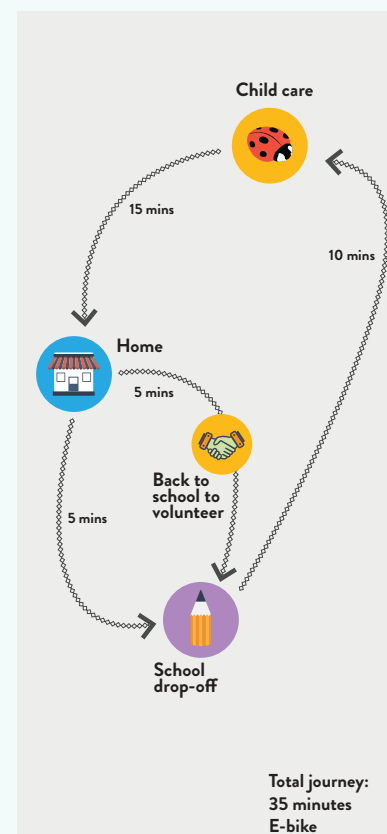 Child care
15 mins
10 mins
Home
5 mins
Back to
school to
volunteer
5 mins
School
drop-off
Total journey:
35 minutes
E-bike